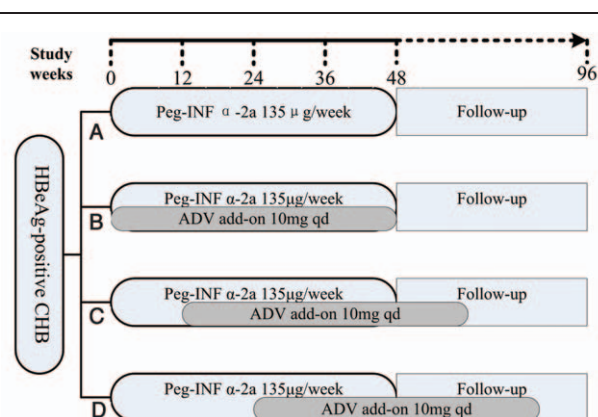 Study
weeks
0 12 24 36 48 96
A
Peg-INF α -2a 135 μ g/week
Follow-up
HBeAg-positive CHB
B
Peg-INF α-2a 135μg/week
ADV add-on 10mg qd
Follow-up
C
Peg-INF α-2a 135μg/week
Follow-up
ADV add-on 10mg qd
D
Peg-INF α-2a 135μg/week
Follow-up
ADV add-on 10mg qd